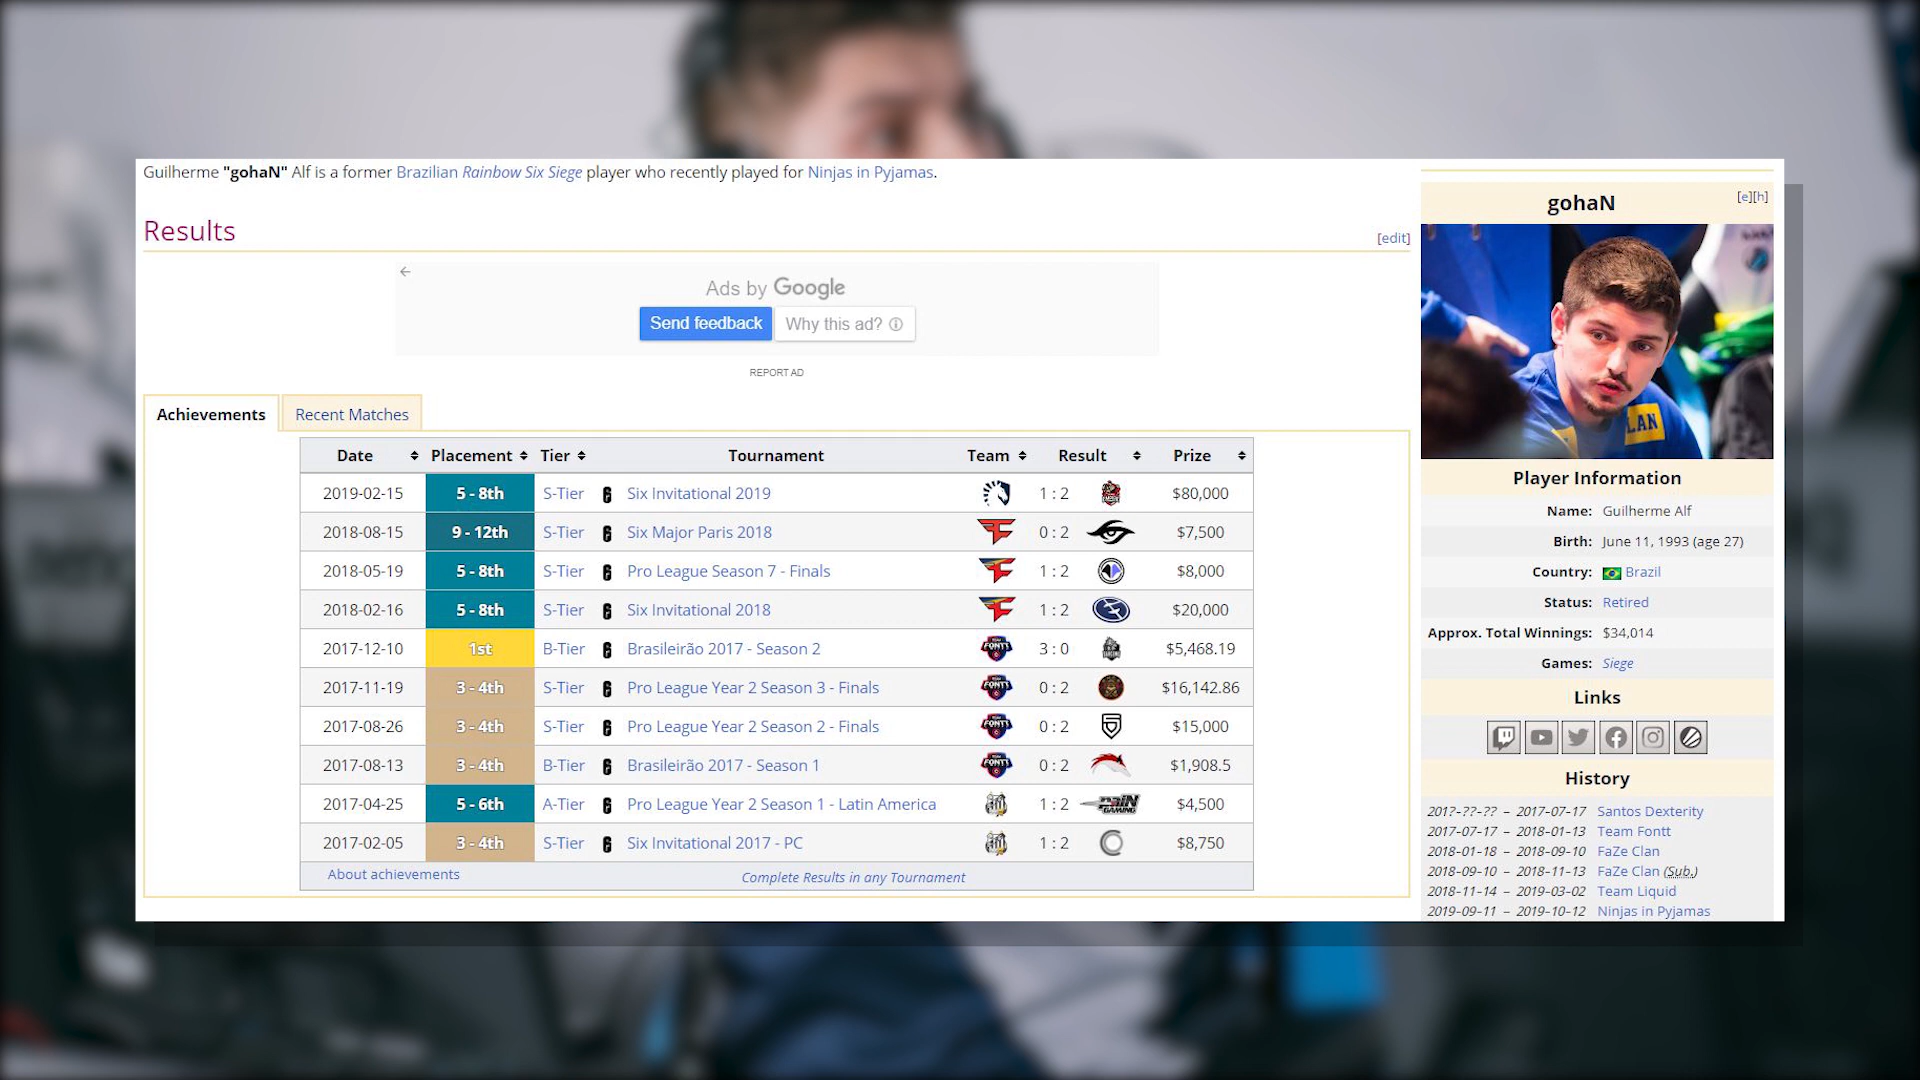 Guilherme "gohaN" Alf is a former Brazilian Rainbow Six Siege player who recently played for Ninjas in Pyjamas.
Results
[edit]
Ads by Google
Send feedback
Why this ad?
REPORT AD
Achievements
Recent Matches
Date Placement Tier Tournament Team Result Prize
2019-02-15 5 - 8th S-Tier Six Invitational 2019 1 : 2 $80,000
2018-08-15 9 - 12th S-Tier Six Major Paris 2018 0 : 2 $7,500
2018-05-19 5 - 8th S-Tier Pro League Season 7 - Finals 1 : 2 $8,000
2018-02-16 5 - 8th S-Tier Six Invitational 2018 1 : 2 $20,000
2017-12-10 1st B-Tier Brasileirão 2017 - Season 2 FONTT 3 : 0 $5,468.19
2017-11-19 3 - 4th S-Tier Pro League Year 2 Season 3 - Finals FONTT 0 : 2 $16,142.86
2017-08-26 3 - 4th S-Tier Pro League Year 2 Season 2 - Finals FONTT 0 : 2 $15,000
2017-08-13 3 - 4th B-Tier Brasileirão 2017 - Season 1 FONTT 0 : 2 $1,908.5
2017-04-25 5 - 6th A-Tier Pro League Year 2 Season 1 - Latin America 1 : 2 paiN GAMING $4,500
2017-02-05 3 - 4th S-Tier Six Invitational 2017 - PC 1 : 2 $8,750
About achievements
Complete Results in any Tournament
gohaN
[e][h]
LAN
Player Information
Name: Guilherme Alf
Birth: June 11, 1993 (age 27)
Country: Brazil
Status: Retired
Approx. Total Winnings: $34,014
Games: Siege
Links
History
201?-??-?? – 2017-07-17 Santos Dexterity
2017-07-17 – 2018-01-13 Team Fontt
2018-01-18 – 2018-09-10 FaZe Clan
2018-09-10 – 2018-11-13 FaZe Clan (Sub.)
2018-11-14 – 2019-03-02 Team Liquid
2019-09-11 – 2019-10-12 Ninjas in Pyjamas